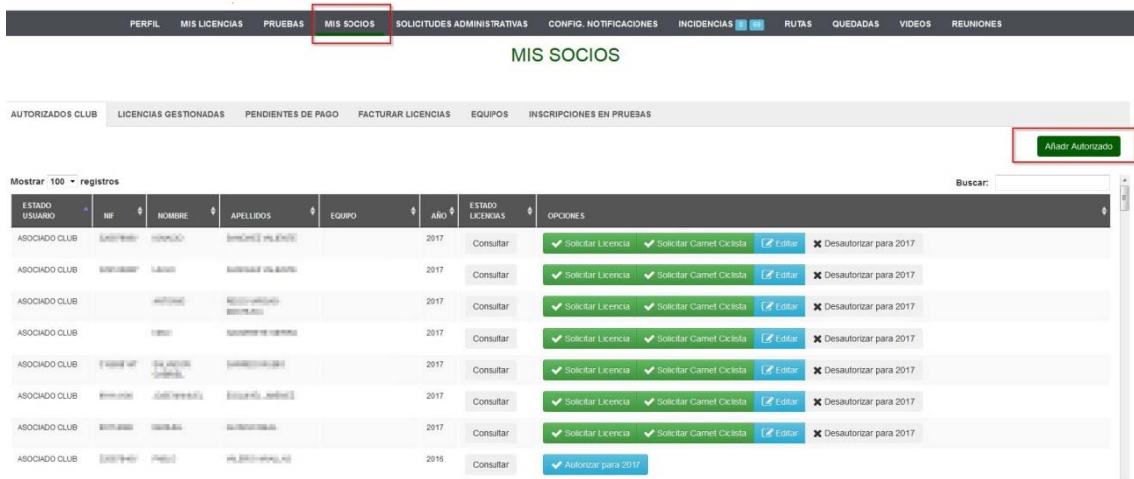 PERFIL MIS LICENCIAS PRUEBAS MIS SOCIOS SOLICITUDES ADMINISTRATIVAS CONFIG. NOTIFICACIONES INCIDENCIAS RUTAS QUEDADAS VIDEOS REUNIONES
MIS SOCIOS
AUTORIZADOS CLUB LICENCIAS GESTIONADAS PENDIENTES DE PAGO FACTURAR LICENCIAS EQUIPOS INSCRIPCIONES EN PRUEBAS
Añadir Autorizado
Mostrar 100 registros Buscar:
ESTADO USUARIO NIF NOMBRE APELLIDOS EQUIPO AÑO ESTADO LICENCIAS OPCIONES
ASOCIADO CLUB 2017 Consultar Solicitar Licencia Solicitar Carnet Ciclista Editar Desautorizar para 2017
ASOCIADO CLUB 2017 Consultar Solicitar Licencia Solicitar Carnet Ciclista Editar Desautorizar para 2017
ASOCIADO CLUB 2017 Consultar Solicitar Licencia Solicitar Carnet Ciclista Editar Desautorizar para 2017
ASOCIADO CLUB 2017 Consultar Solicitar Licencia Solicitar Carnet Ciclista Editar Desautorizar para 2017
ASOCIADO CLUB 2017 Consultar Solicitar Licencia Solicitar Carnet Ciclista Editar Desautorizar para 2017
ASOCIADO CLUB 2017 Consultar Solicitar Licencia Solicitar Carnet Ciclista Editar Desautorizar para 2017
ASOCIADO CLUB 2017 Consultar Solicitar Licencia Solicitar Carnet Ciclista Editar Desautorizar para 2017
ASOCIADO CLUB 2016 Consultar Autorizar para 2017